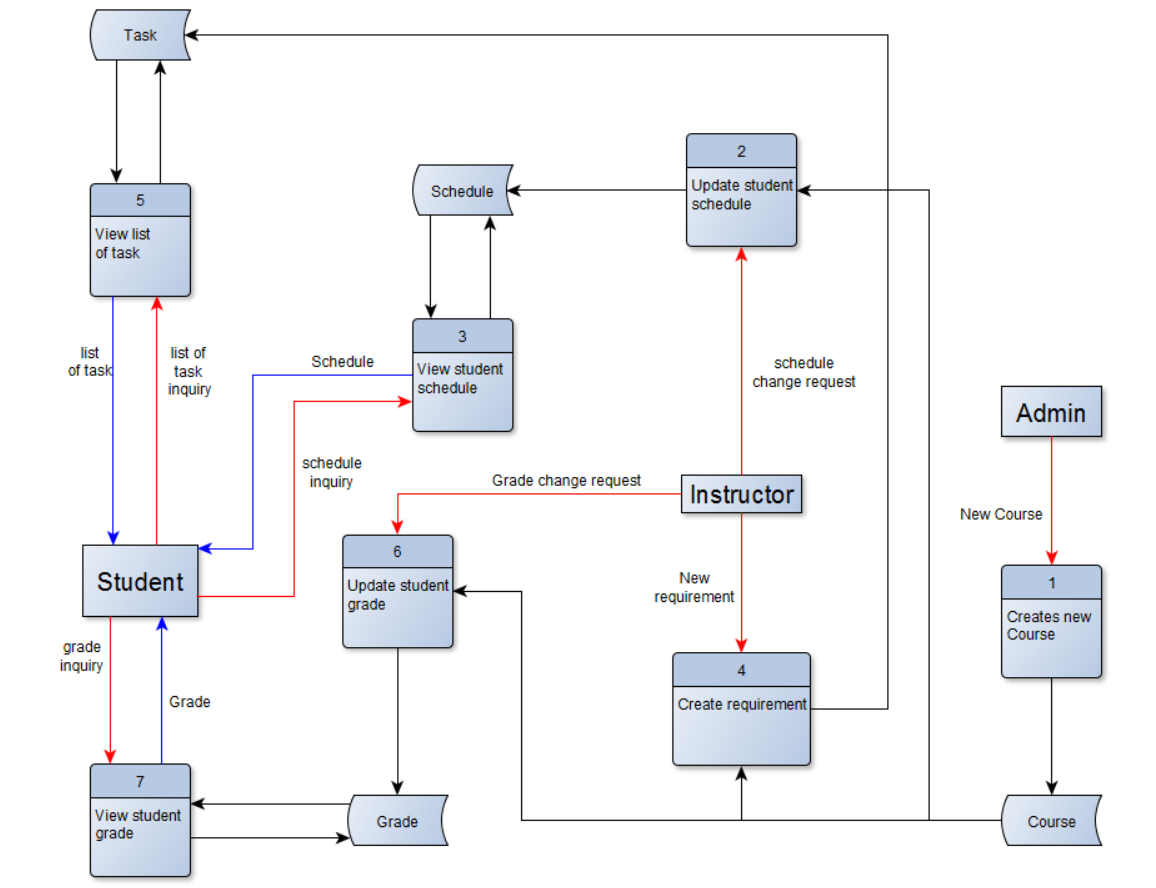 Task
2
Update student
schedule
Schedule
5
View list
of task
3
View student
schedule
list
of task
list of
task
inquiry
Schedule
schedule
change request
Admin
schedule
inquiry
Grade change request
Instructor
New Course
6
Update student
grade
Student
New
requirement
1
Creates new
Course
grade
inquiry
Grade
4
Create requirement
7
View student
grade
Grade
Course